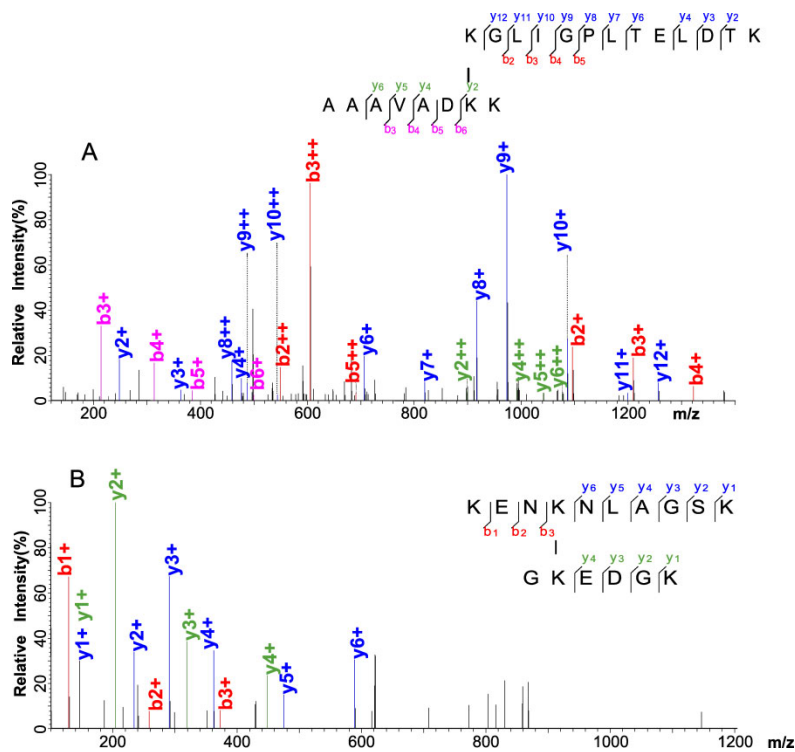 y12 y11 y10 y9 y8 y7 y6 y4 y3 y2
K G L I G P L T E L D T K
b2 b3 b4 b5
y6 y5 y4 y2
A A A V A D K K
b3 b4 b5 b6
A
Relative Intensity(%)
100
80
60
40
20
0
b3+
y2+
b4+
y3+
b5+
y8++
y4+
y9++
b6+
y10++
b2++
b3++
b5++
y6+
y7+
y2++
y8+
y9+
y4++
y5++
y6++
y10+
b2+
y11+
b3+
y12+
b4+
200 400 600 800 1000 1200 m/z
B
y6 y5 y4 y3 y2 y1
K E N K N L A G S K
b1 b2 b3
G K E D G K
y4 y3 y2 y1
Relative Intensity(%)
100
80
60
40
20
0
b1+
y1+
y1+
y2+
y2+
b2+
y3+
y3+
y4+
b3+
y4+
y5+
y6+
200 400 600 800 1000 1200 m/z